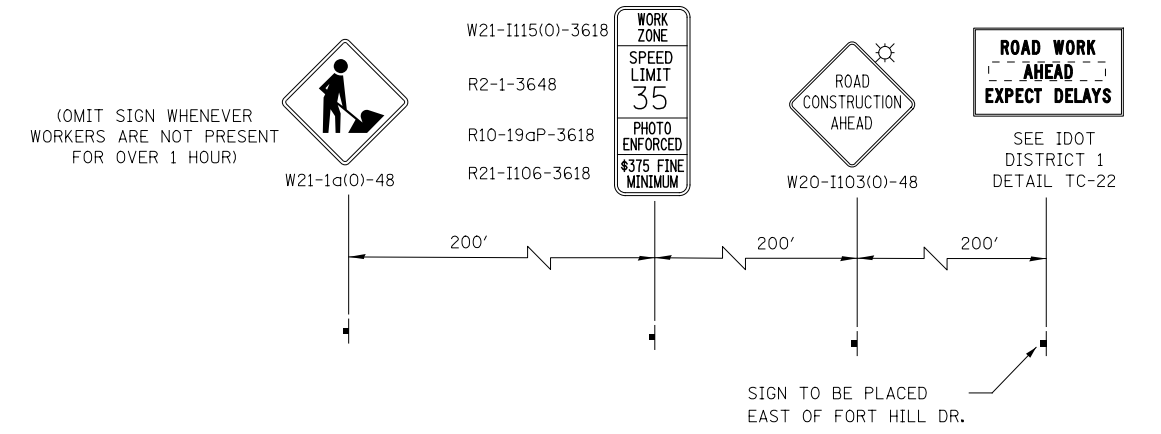 (OMIT SIGN WHENEVER
WORKERS ARE NOT PRESENT
FOR OVER 1 HOUR)
W21-1a(O)-48
W21-I115(O)-3618
R2-1-3648
R10-19aP-3618
R21-I106-3618
WORK
ZONE
SPEED
LIMIT
35
PHOTO
ENFORCED
$375 FINE
MINIMUM
ROAD
CONSTRUCTION
AHEAD
W20-I103(O)-48
ROAD WORK
AHEAD
EXPECT DELAYS
SEE IDOT
DISTRICT 1
DETAIL TC-22
200'
200'
200'
SIGN TO BE PLACED
EAST OF FORT HILL DR.